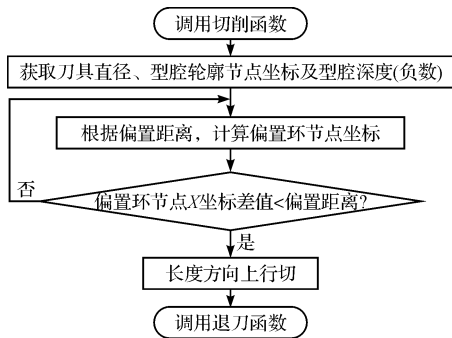 调用切削函数
获取刀具直径、型腔轮廓节点坐标及型腔深度(负数)
根据偏置距离，计算偏置环节点坐标
否
偏置环节点X坐标差值<偏置距离?
是
长度方向上行切
调用退刀函数